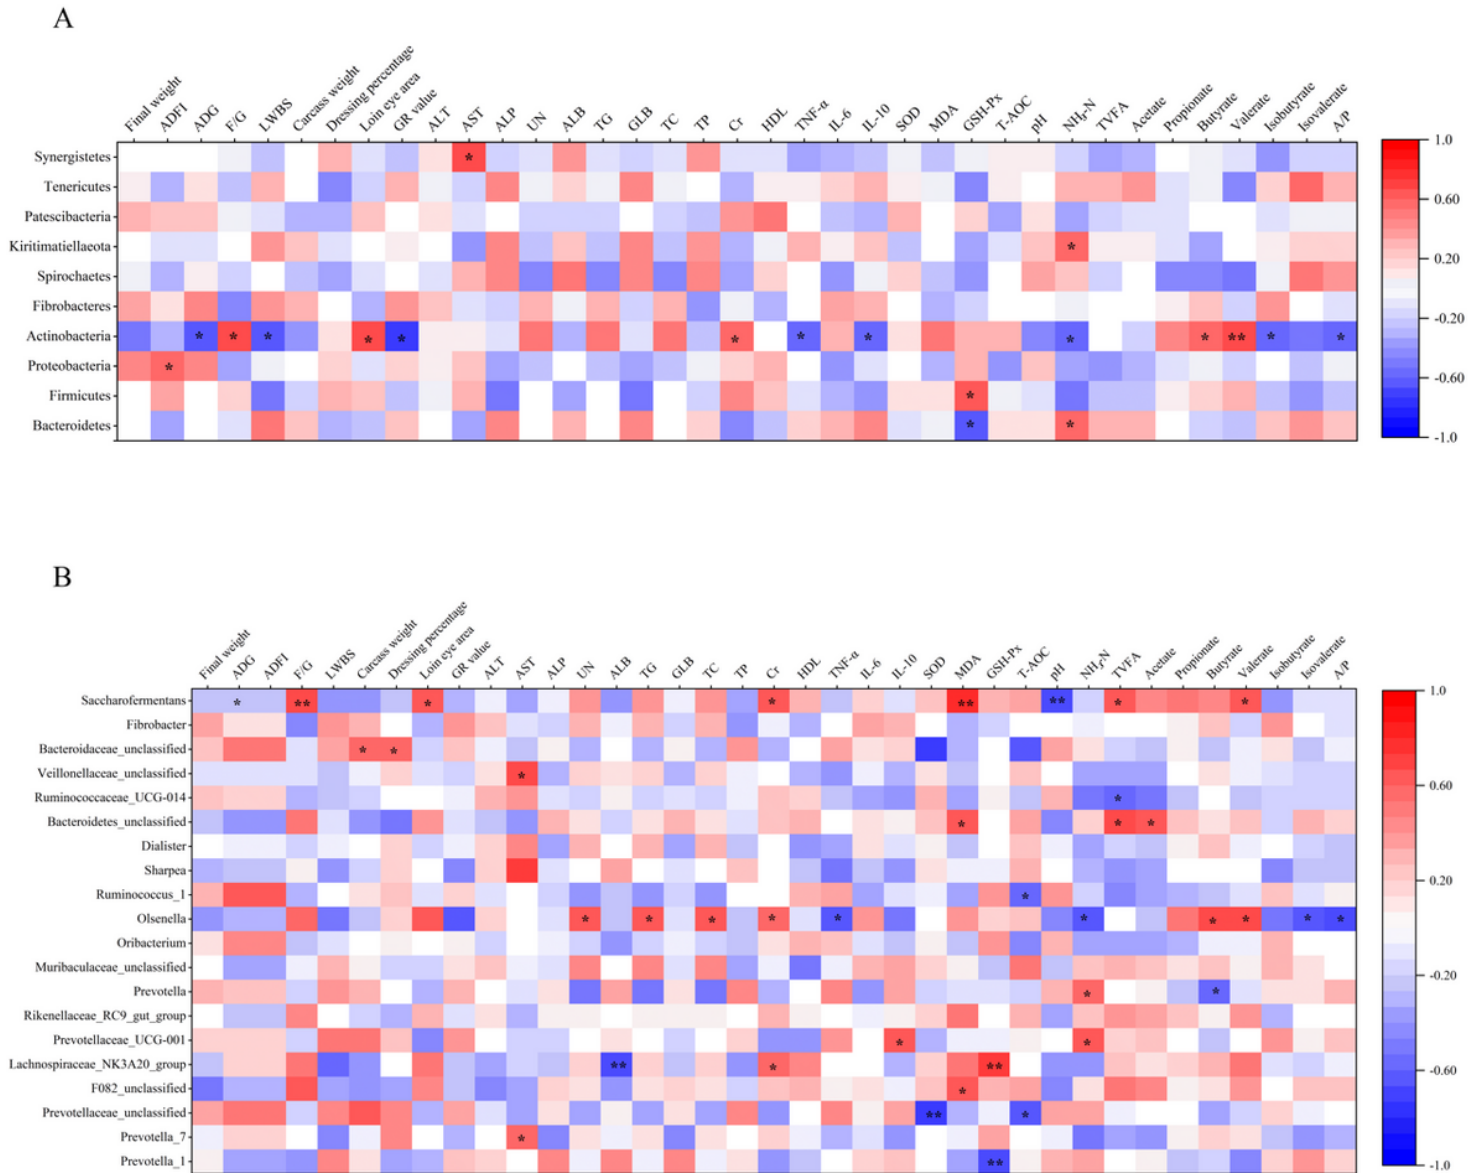 A
Final weight ADFI ADG F/G LWBS Carcass weight Dressing percentage Loin eye area GR value ALT AST ALP UN ALB TG GLB TC TP Cr HDL TNF-α IL-6 IL-10 SOD MDA GSH-Px T-AOC pH NH₃-N TVFA Acetate Propionate Butyrate Valerate Isobutyrate Isovalerate A/P
Synergistetes *
Tenericutes
Patescibacteria
Kiritimatiellaeota *
Spirochaetes
Fibrobacteres
Actinobacteria * * * * * * * * * * ** * *
Proteobacteria *
Firmicutes *
Bacteroidetes * *
1.0
0.60
0.20
-0.20
-0.60
-1.0
B
Final weight ADG ADFI F/G LWBS Carcass weight Dressing percentage Loin eye area GR value ALT AST ALP UN ALB TG GLB TC TP Cr HDL TNF-α IL-6 IL-10 SOD MDA GSH-Px T-AOC pH NH₃-N TVFA Acetate Propionate Butyrate Valerate Isobutyrate Isovalerate A/P
Saccharofermentans * ** * * ** ** * *
Fibrobacter
Bacteroidaceae_unclassified * *
Veillonellaceae_unclassified *
Ruminococcaceae_UCG-014 *
Bacteroidetes_unclassified * * *
Dialister
Sharpea
Ruminococcus_1 *
Olsenella * * * * * * * * * *
Oribacterium
Muribaculaceae_unclassified
Prevotella * *
Rikenellaceae_RC9_gut_group
Prevotellaceae_UCG-001 * *
Lachnospiraceae_NK3A20_group ** * **
F082_unclassified *
Prevotellaceae_unclassified ** *
Prevotella_7 *
Prevotella_1 **
1.0
0.60
0.20
-0.20
-0.60
-1.0